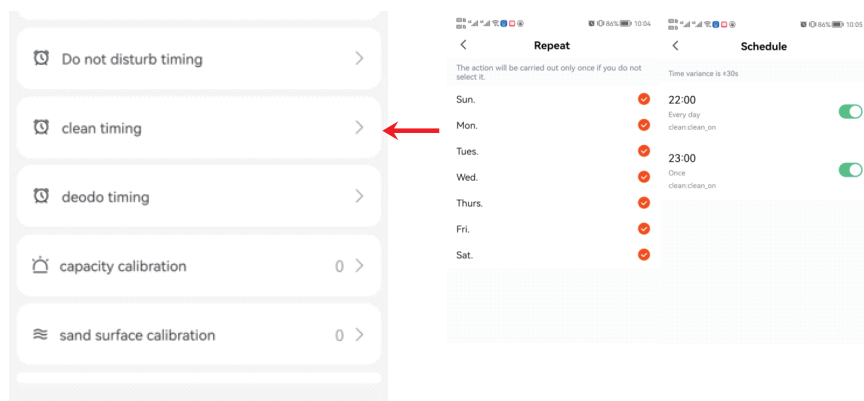 Do not disturb timing
clean timing
deodo timing
capacity calibration 0
sand surface calibration 0
86% 10:04
Repeat
The action will be carried out only once if you do not
select it.
Sun.
Mon.
Tues.
Wed.
Thurs.
Fri.
Sat.
86% 10:05
Schedule
Time variance is ±30s
22:00
Every day
clean:clean_on
23:00
Once
clean:clean_on